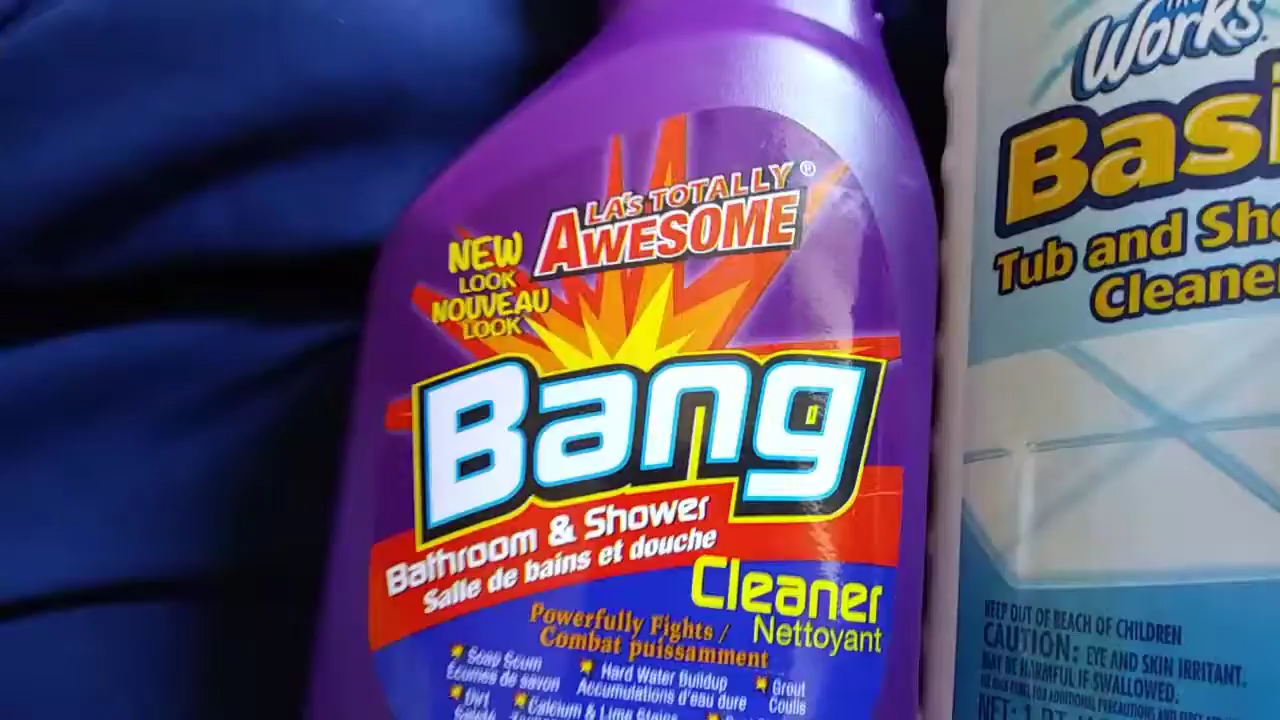 LA's TOTALLY ®
AWESOME
NEW
LOOK
NOUVEAU
LOOK
Bang
Bathroom & Shower
Salle de bains et douche
Cleaner
Nettoyant
Powerfully Fights /
Combat puissamment
Soap Scum
Écumes de savon
Hard Water Buildup
Accumulations d'eau dure
Grout
Coulis
Dirt
Calcium & Lime Stains
the
Works
Basi
Tub and Sho
Cleaner
KEEP OUT OF REACH OF CHILDREN
CAUTION: EYE AND SKIN IRRITANT.
MAY BE HARMFUL IF SWALLOWED.